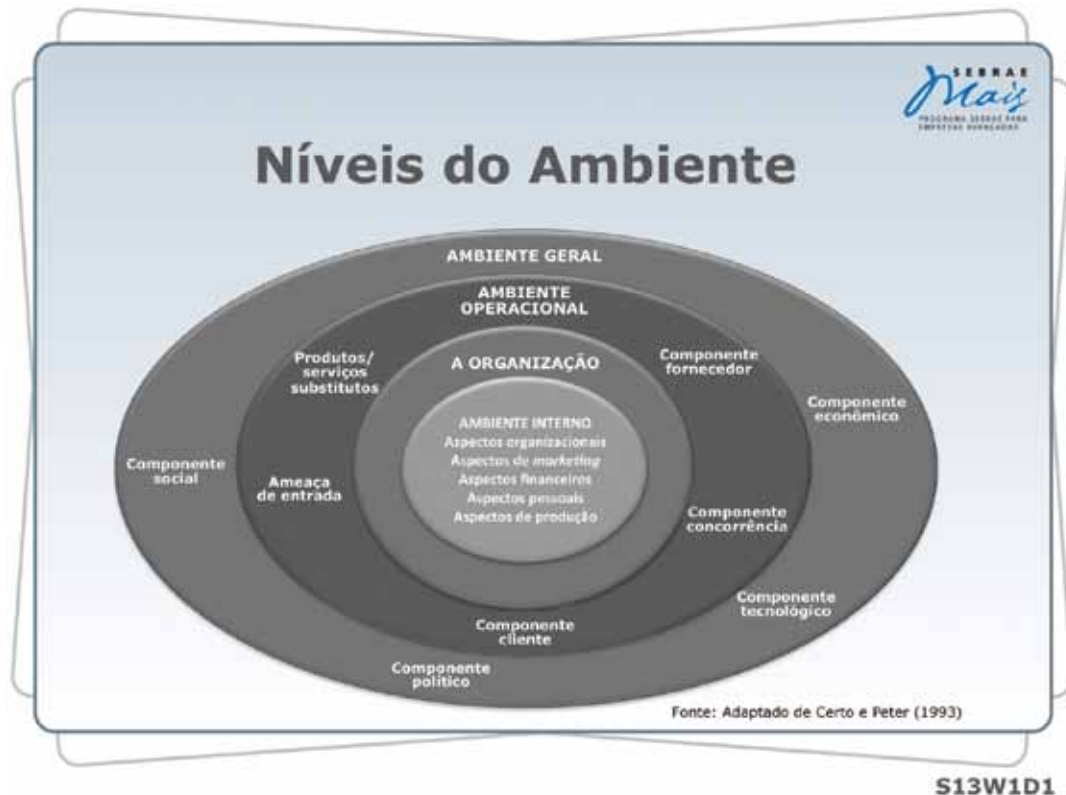 SEBRAE
Mais
PROGRAMA SEBRAE PARA
EMPRESAS AVANÇADAS
Níveis do Ambiente
AMBIENTE GERAL
AMBIENTE
OPERACIONAL
Produtos/
serviços
substitutos
A ORGANIZAÇÃO
Componente
fornecedor
Componente
econômico
AMBIENTE INTERNO
Aspectos organizacionais
Aspectos de marketing
Aspectos financeiros
Aspectos pessoais
Aspectos de produção
Componente
social
Ameaça
de entrada
Componente
concorrência
Componente
tecnológico
Componente
cliente
Componente
político
Fonte: Adaptado de Certo e Peter (1993)
S13W1D1